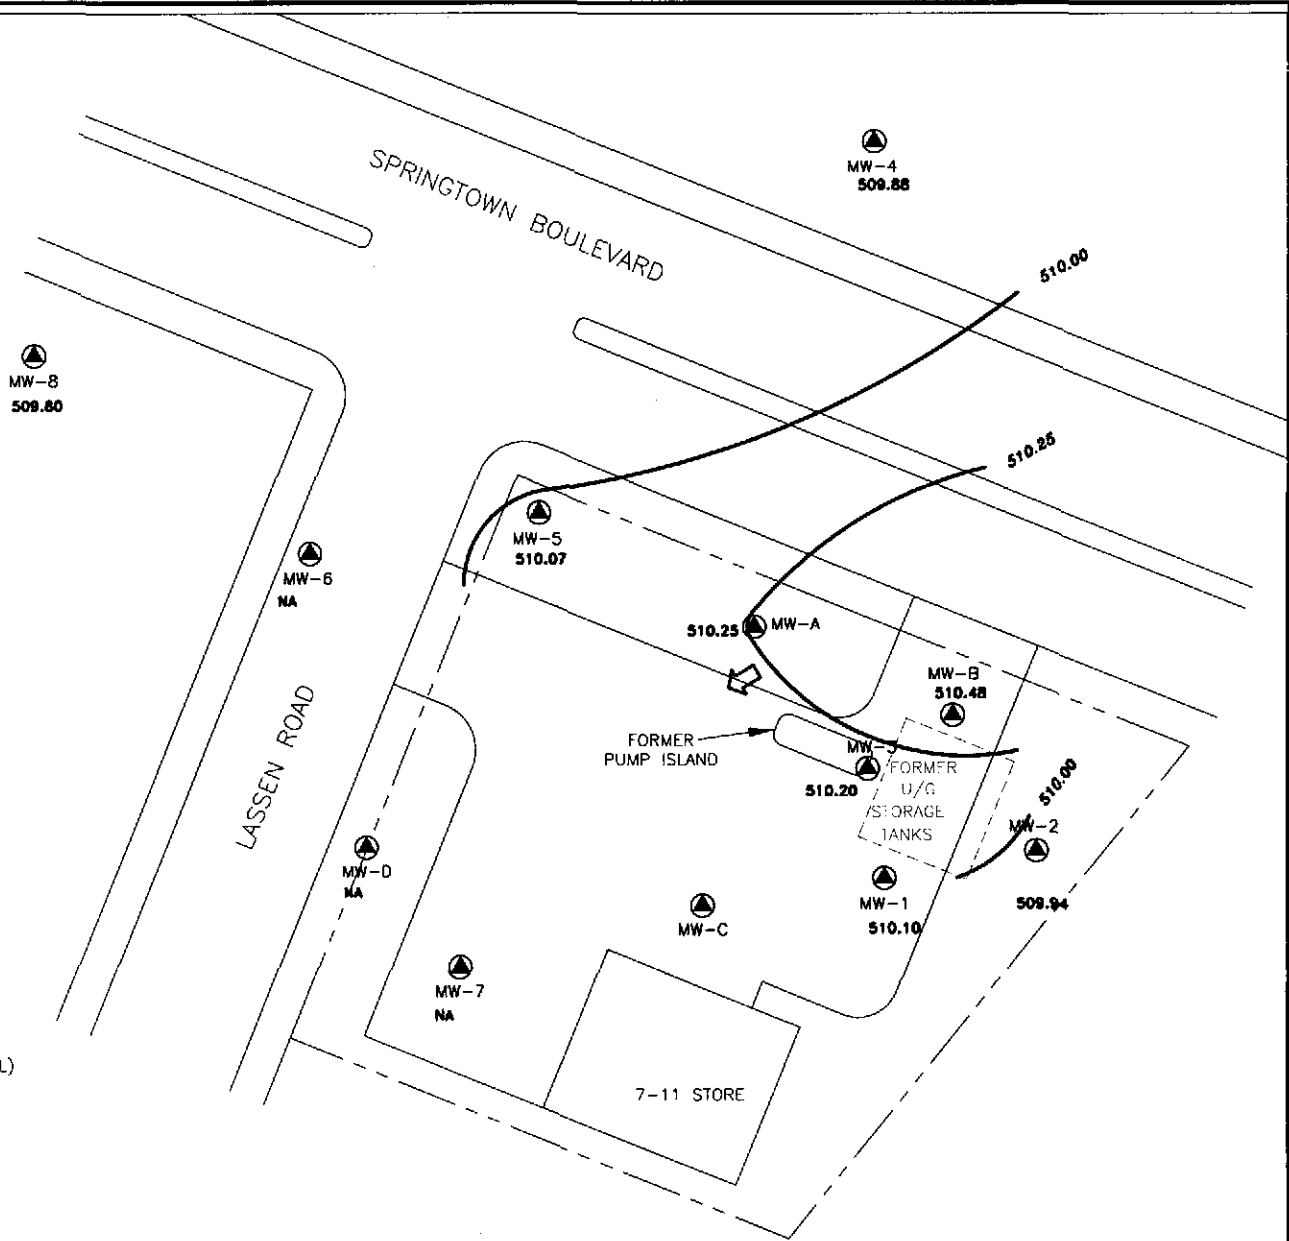 MW-4
509.88
SPRINGTOWN BOULEVARD
510.00
MW-8
509.80
510.25
MW-5
510.07
MW-6
NA
510.25
MW-A
MW-B
510.48
FORMER
PUMP ISLAND
MW-3
510.20
FORMER
U/G
STORAGE
TANKS
LASSEN ROAD
510.00
MW-2
509.94
MW-D
NA
MW-1
510.10
MW-C
MW-7
NA
L)
7-11 STORE